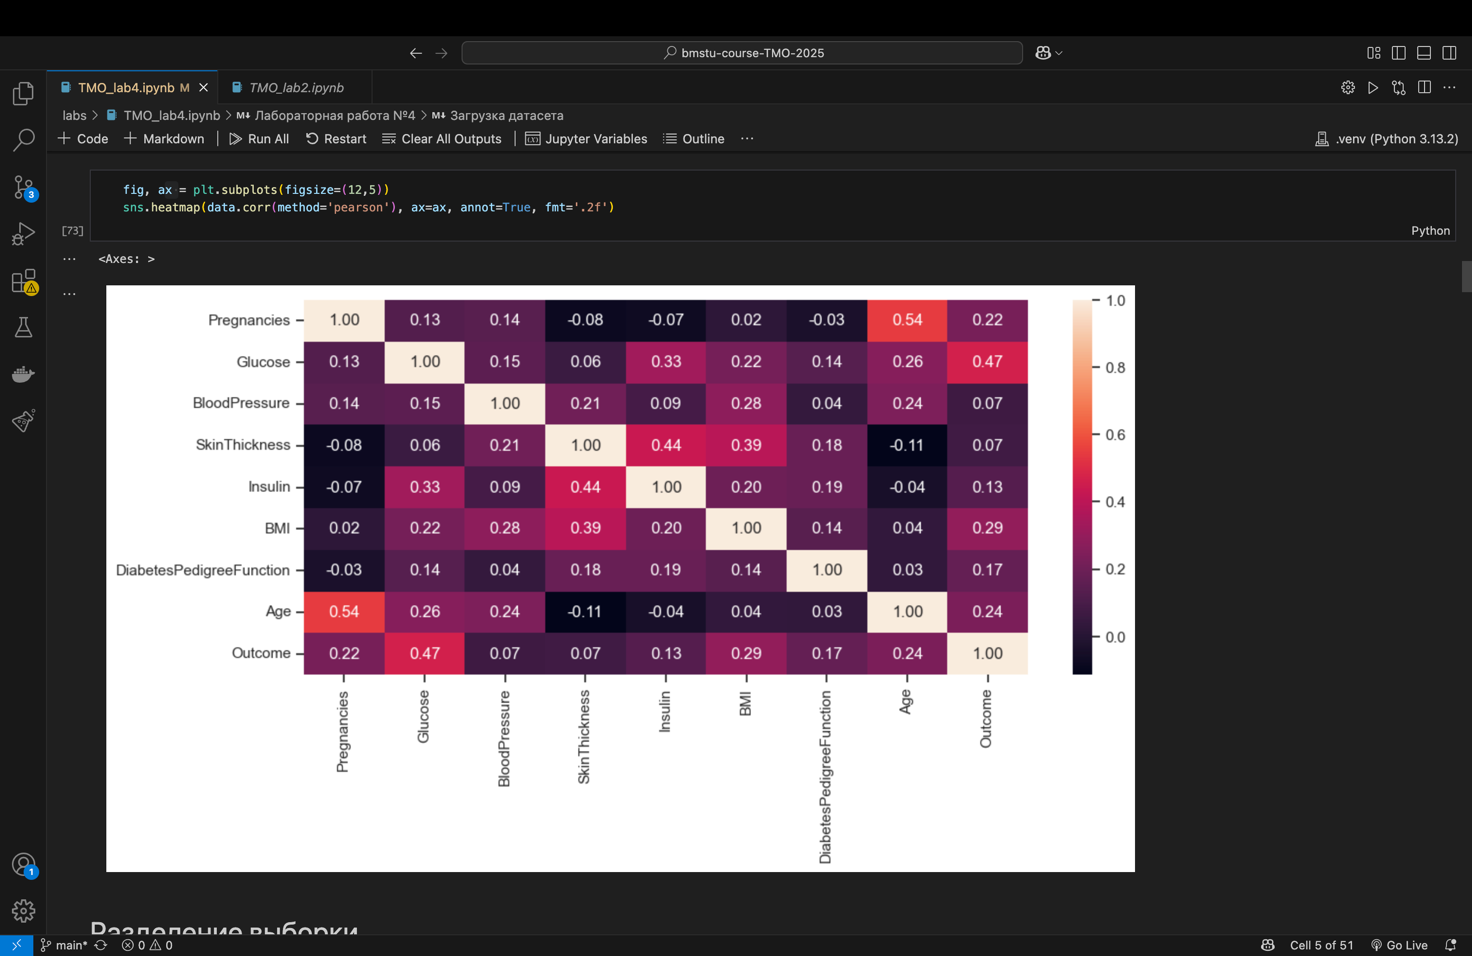 bmstu-course-TMO-2025
TMO_lab4.ipynb M
TMO_lab2.ipynb
labs > TMO_lab4.ipynb > M↓ Лабораторная работа №4 > M↓ Загрузка датасета
+ Code + Markdown Run All Restart Clear All Outputs Jupyter Variables Outline ... .venv (Python 3.13.2)
fig, ax = plt.subplots(figsize=(12,5))
sns.heatmap(data.corr(method='pearson'), ax=ax, annot=True, fmt='.2f')
[73] Python
<Axes: >
Pregnancies 1.00 0.13 0.14 -0.08 -0.07 0.02 -0.03 0.54 0.22
Glucose 0.13 1.00 0.15 0.06 0.33 0.22 0.14 0.26 0.47
BloodPressure 0.14 0.15 1.00 0.21 0.09 0.28 0.04 0.24 0.07
SkinThickness -0.08 0.06 0.21 1.00 0.44 0.39 0.18 -0.11 0.07
Insulin -0.07 0.33 0.09 0.44 1.00 0.20 0.19 -0.04 0.13
BMI 0.02 0.22 0.28 0.39 0.20 1.00 0.14 0.04 0.29
DiabetesPedigreeFunction -0.03 0.14 0.04 0.18 0.19 0.14 1.00 0.03 0.17
Age 0.54 0.26 0.24 -0.11 -0.04 0.04 0.03 1.00 0.24
Outcome 0.22 0.47 0.07 0.07 0.13 0.29 0.17 0.24 1.00
Pregnancies
Glucose
BloodPressure
SkinThickness
Insulin
BMI
DiabetesPedigreeFunction
Age
Outcome
1.0
0.8
0.6
0.4
0.2
0.0
3
1
Разделение выборки
main* 0 0 Cell 5 of 51 Go Live